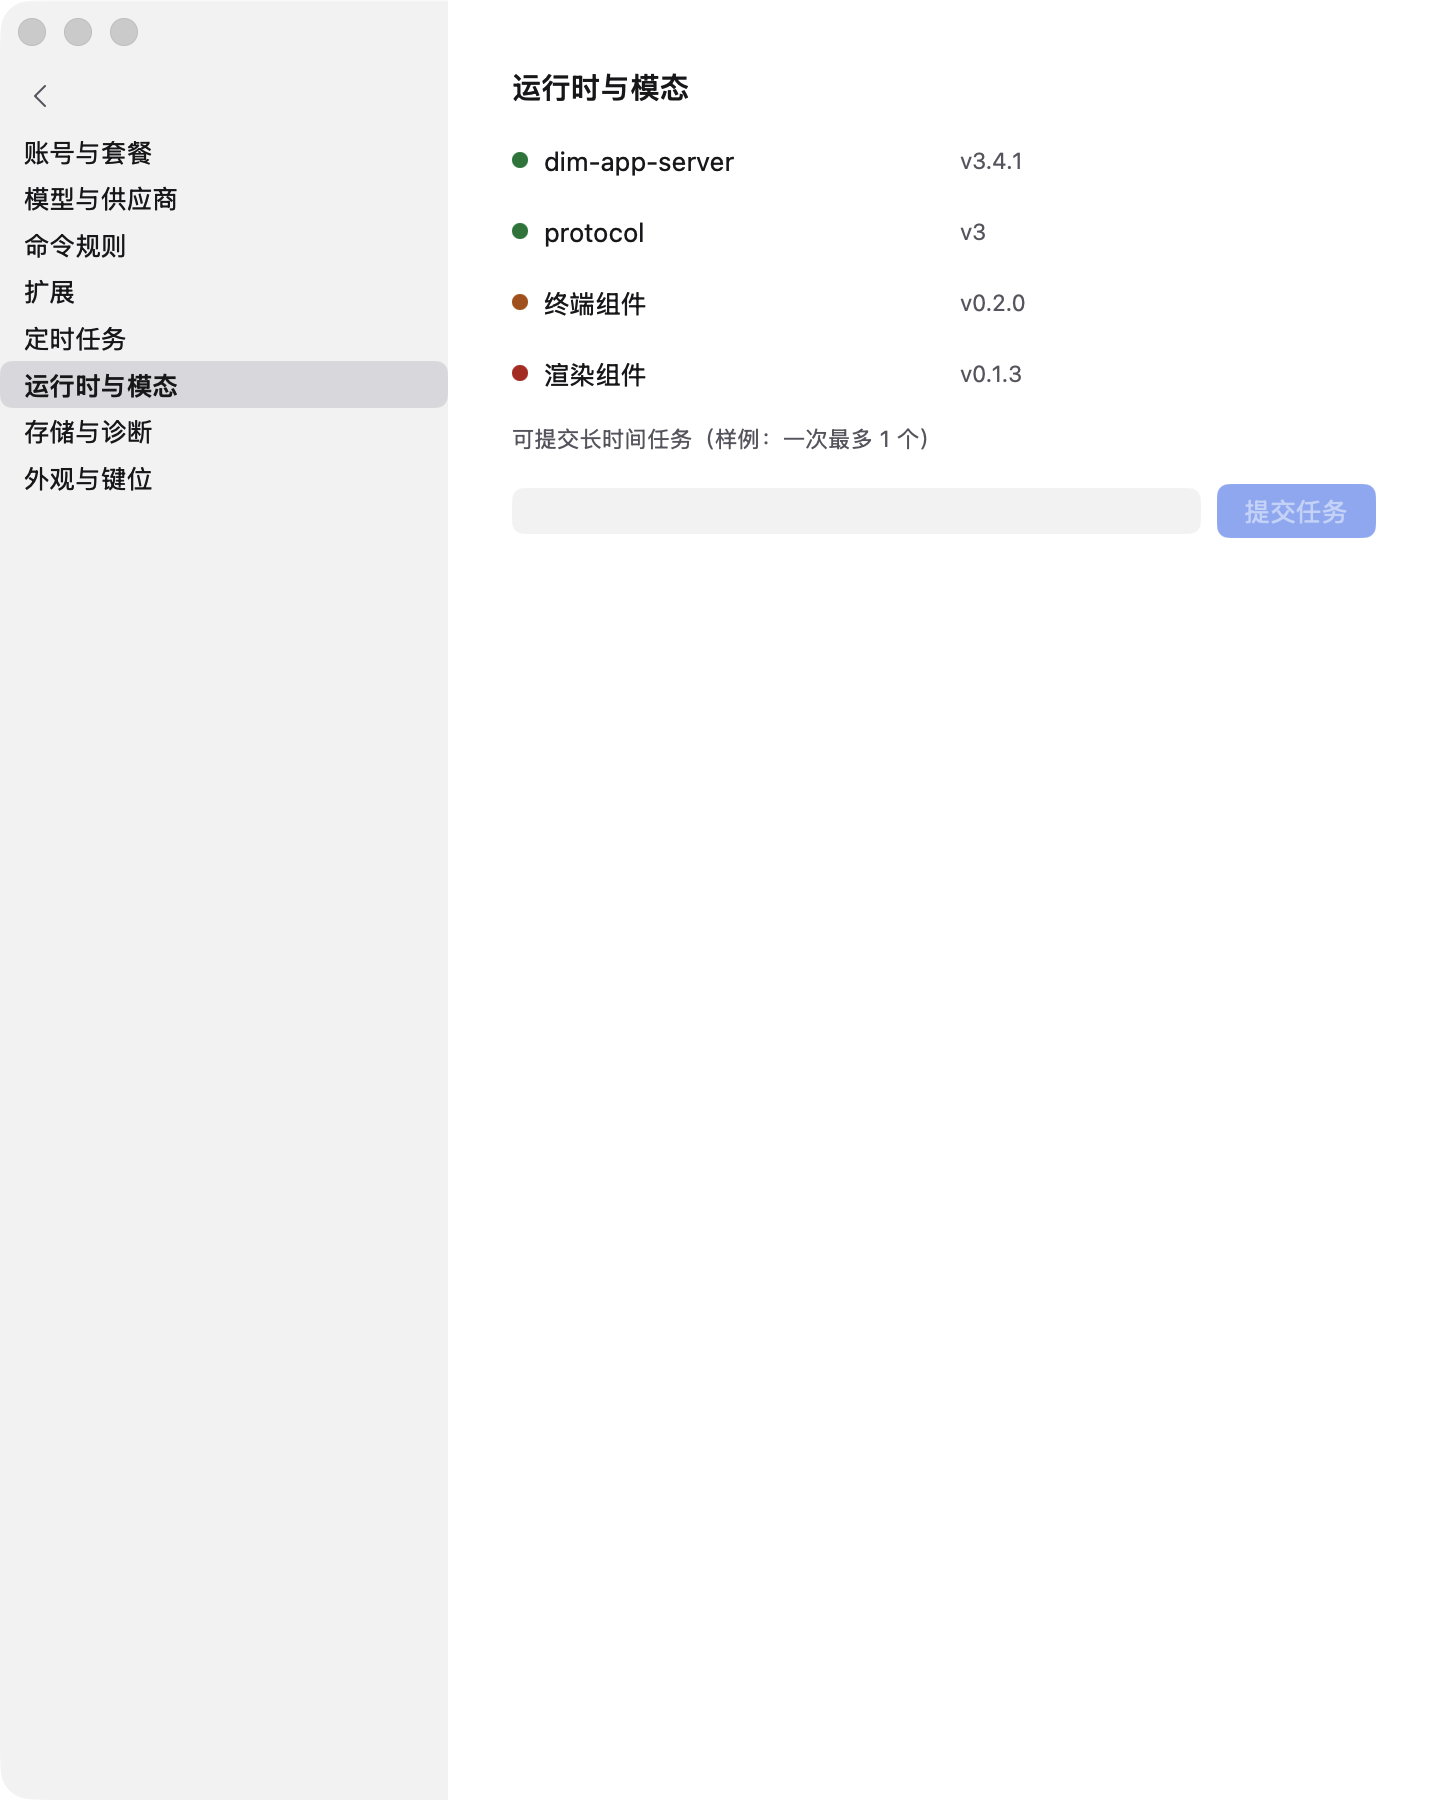 账号与套餐
模型与供应商
命令规则
扩展
定时任务
运行时与模态
存储与诊断
外观与键位
运行时与模态
dim-app-server v3.4.1
protocol v3
终端组件 v0.2.0
渲染组件 v0.1.3
可提交长时间任务（样例：一次最多 1 个）
提交任务